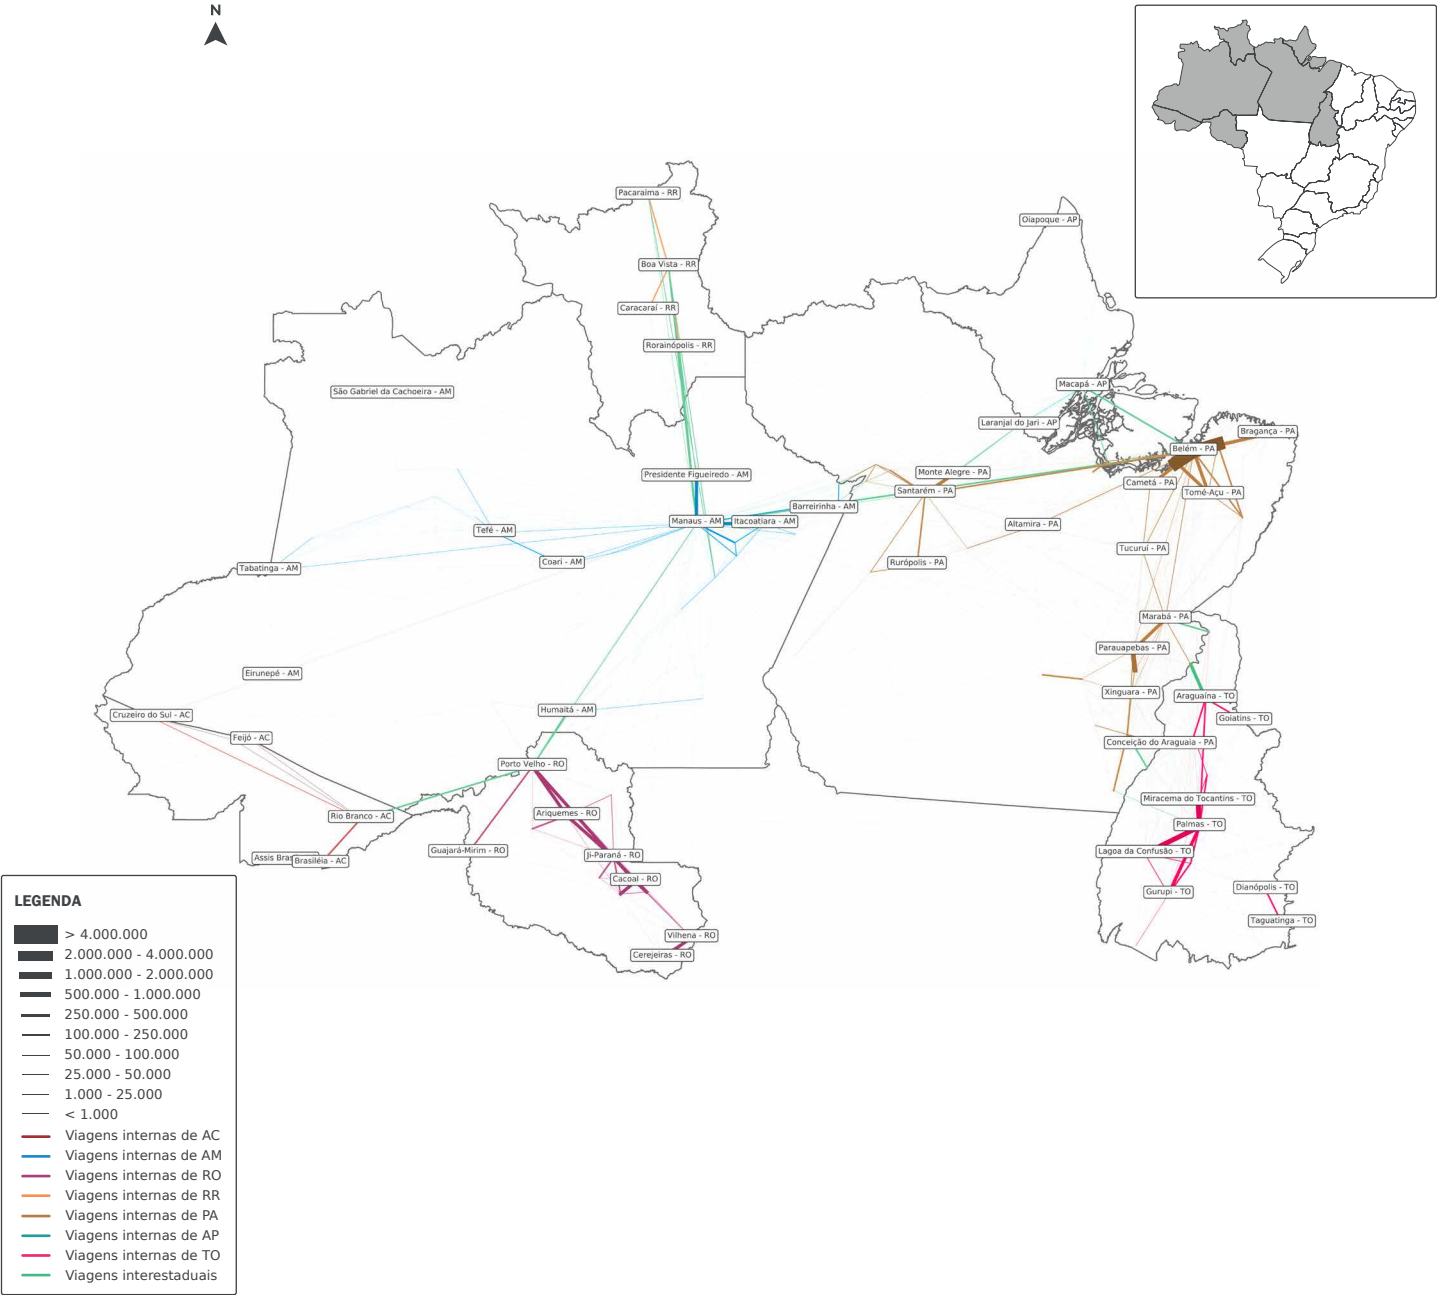 N
Pacaraima - RR
Oiapoque - AP
Boa Vista - RR
Caracaraí - RR
Rorainópolis - RR
São Gabriel da Cachoeira - AM
Macapá - AP
Laranjal do Jari - AP
Bragança - PA
Belém - PA
Presidente Figueiredo - AM
Monte Alegre - PA
Cametá - PA
Santarém - PA
Tomé-Açu - PA
Barreirinha - AM
Manaus - AM
Itacoatiara - AM
Altamira - PA
Tefé - AM
Tucuruí - PA
Coari - AM
Rurópolis - PA
Tabatinga - AM
Marabá - PA
Parauapebas - PA
Eirunepé - AM
Xinguara - PA
Araguaína - TO
Humaitá - AM
Cruzeiro do Sul - AC
Goiatins - TO
Feijó - AC
Conceição do Araguaia - PA
Porto Velho - RO
Miracema do Tocantins - TO
Ariquemes - RO
Rio Branco - AC
Palmas - TO
Guajará-Mirim - RO
Lagoa da Confusão - TO
Ji-Paraná - RO
Assis Bras
Brasiléia - AC
Cacoal - RO
Dianópolis - TO
Gurupi - TO
Taguatinga - TO
Vilhena - RO
Cerejeiras - RO
LEGENDA
> 4.000.000
2.000.000 - 4.000.000
1.000.000 - 2.000.000
500.000 - 1.000.000
250.000 - 500.000
100.000 - 250.000
50.000 - 100.000
25.000 - 50.000
1.000 - 25.000
< 1.000
Viagens internas de AC
Viagens internas de AM
Viagens internas de RO
Viagens internas de RR
Viagens internas de PA
Viagens internas de AP
Viagens internas de TO
Viagens interestaduais